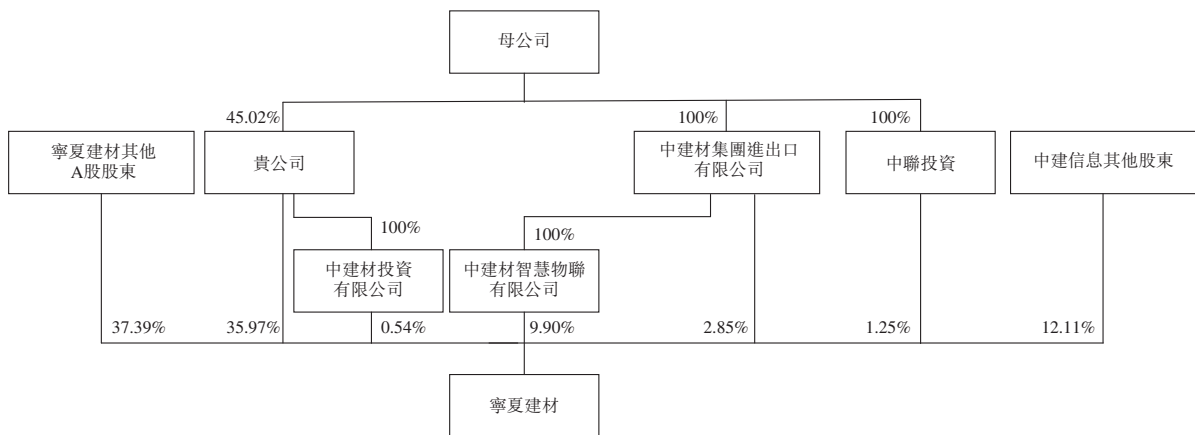 母公司
45.02%
100%
100%
寧夏建材其他
A股股東
貴公司
中建材集團進出口
有限公司
中聯投資
中建信息其他股東
100%
100%
中建材投資
有限公司
中建材智慧物聯
有限公司
37.39%
35.97%
0.54%
9.90%
2.85%
1.25%
12.11%
寧夏建材